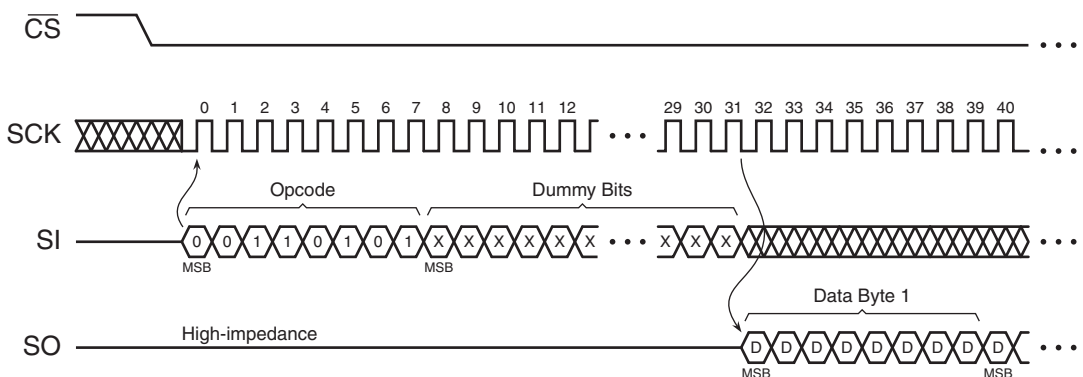 CS
0 1 2 3 4 5 6 7 8 9 10 11 12 29 30 31 32 33 34 35 36 37 38 39 40
SCK
Opcode Dummy Bits
SI 0 0 1 1 0 1 0 1 X X X X X X X X X
MSB MSB
Data Byte 1
High-impedance
SO D D D D D D D D D
MSB MSB